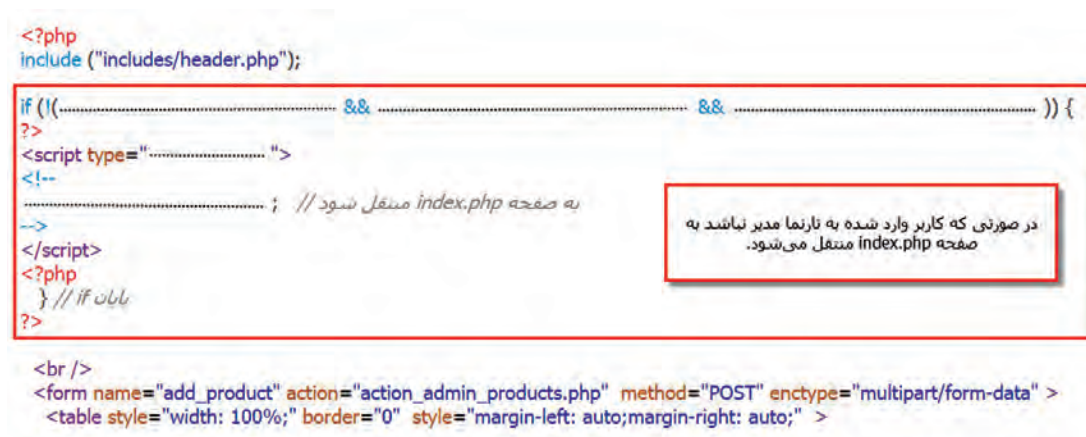 <?php
include ("includes/header.php");
if (!(................................ && ................................ && ................................ )) {
?>
<script type="........................ ">
<!--
................................ ; // به صفحه index.php منتقل شود
-->
</script>
<?php
} // if پایان
?>
در صورتی که کاربر وارد شده به تارنما مدیر نباشد به
صفحه index.php منتقل می‌شود.
<br />
<form name="add_product" action="action_admin_products.php" method="POST" enctype="multipart/form-data" >
<table style="width: 100%;" border="0" style="margin-left: auto;margin-right: auto;" >